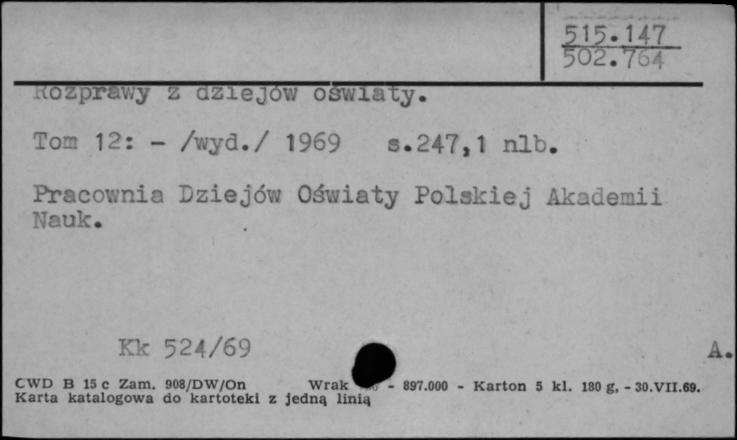 515.147
502.764
Rozprawy z dziejów oświaty.
Tom 12: - /wyd./ 1969 s.247,1 nlb.
Pracownia Dziejów Oświaty Polskiej Akademii
Nauk.
Kk 524/69
A.
CWD B 15 c Zam. 908/DW/On Wrak - 897.000 - Karton 5 kl. 180 g, - 30.VII.69.
Karta katalogowa do kartoteki z jedną linią